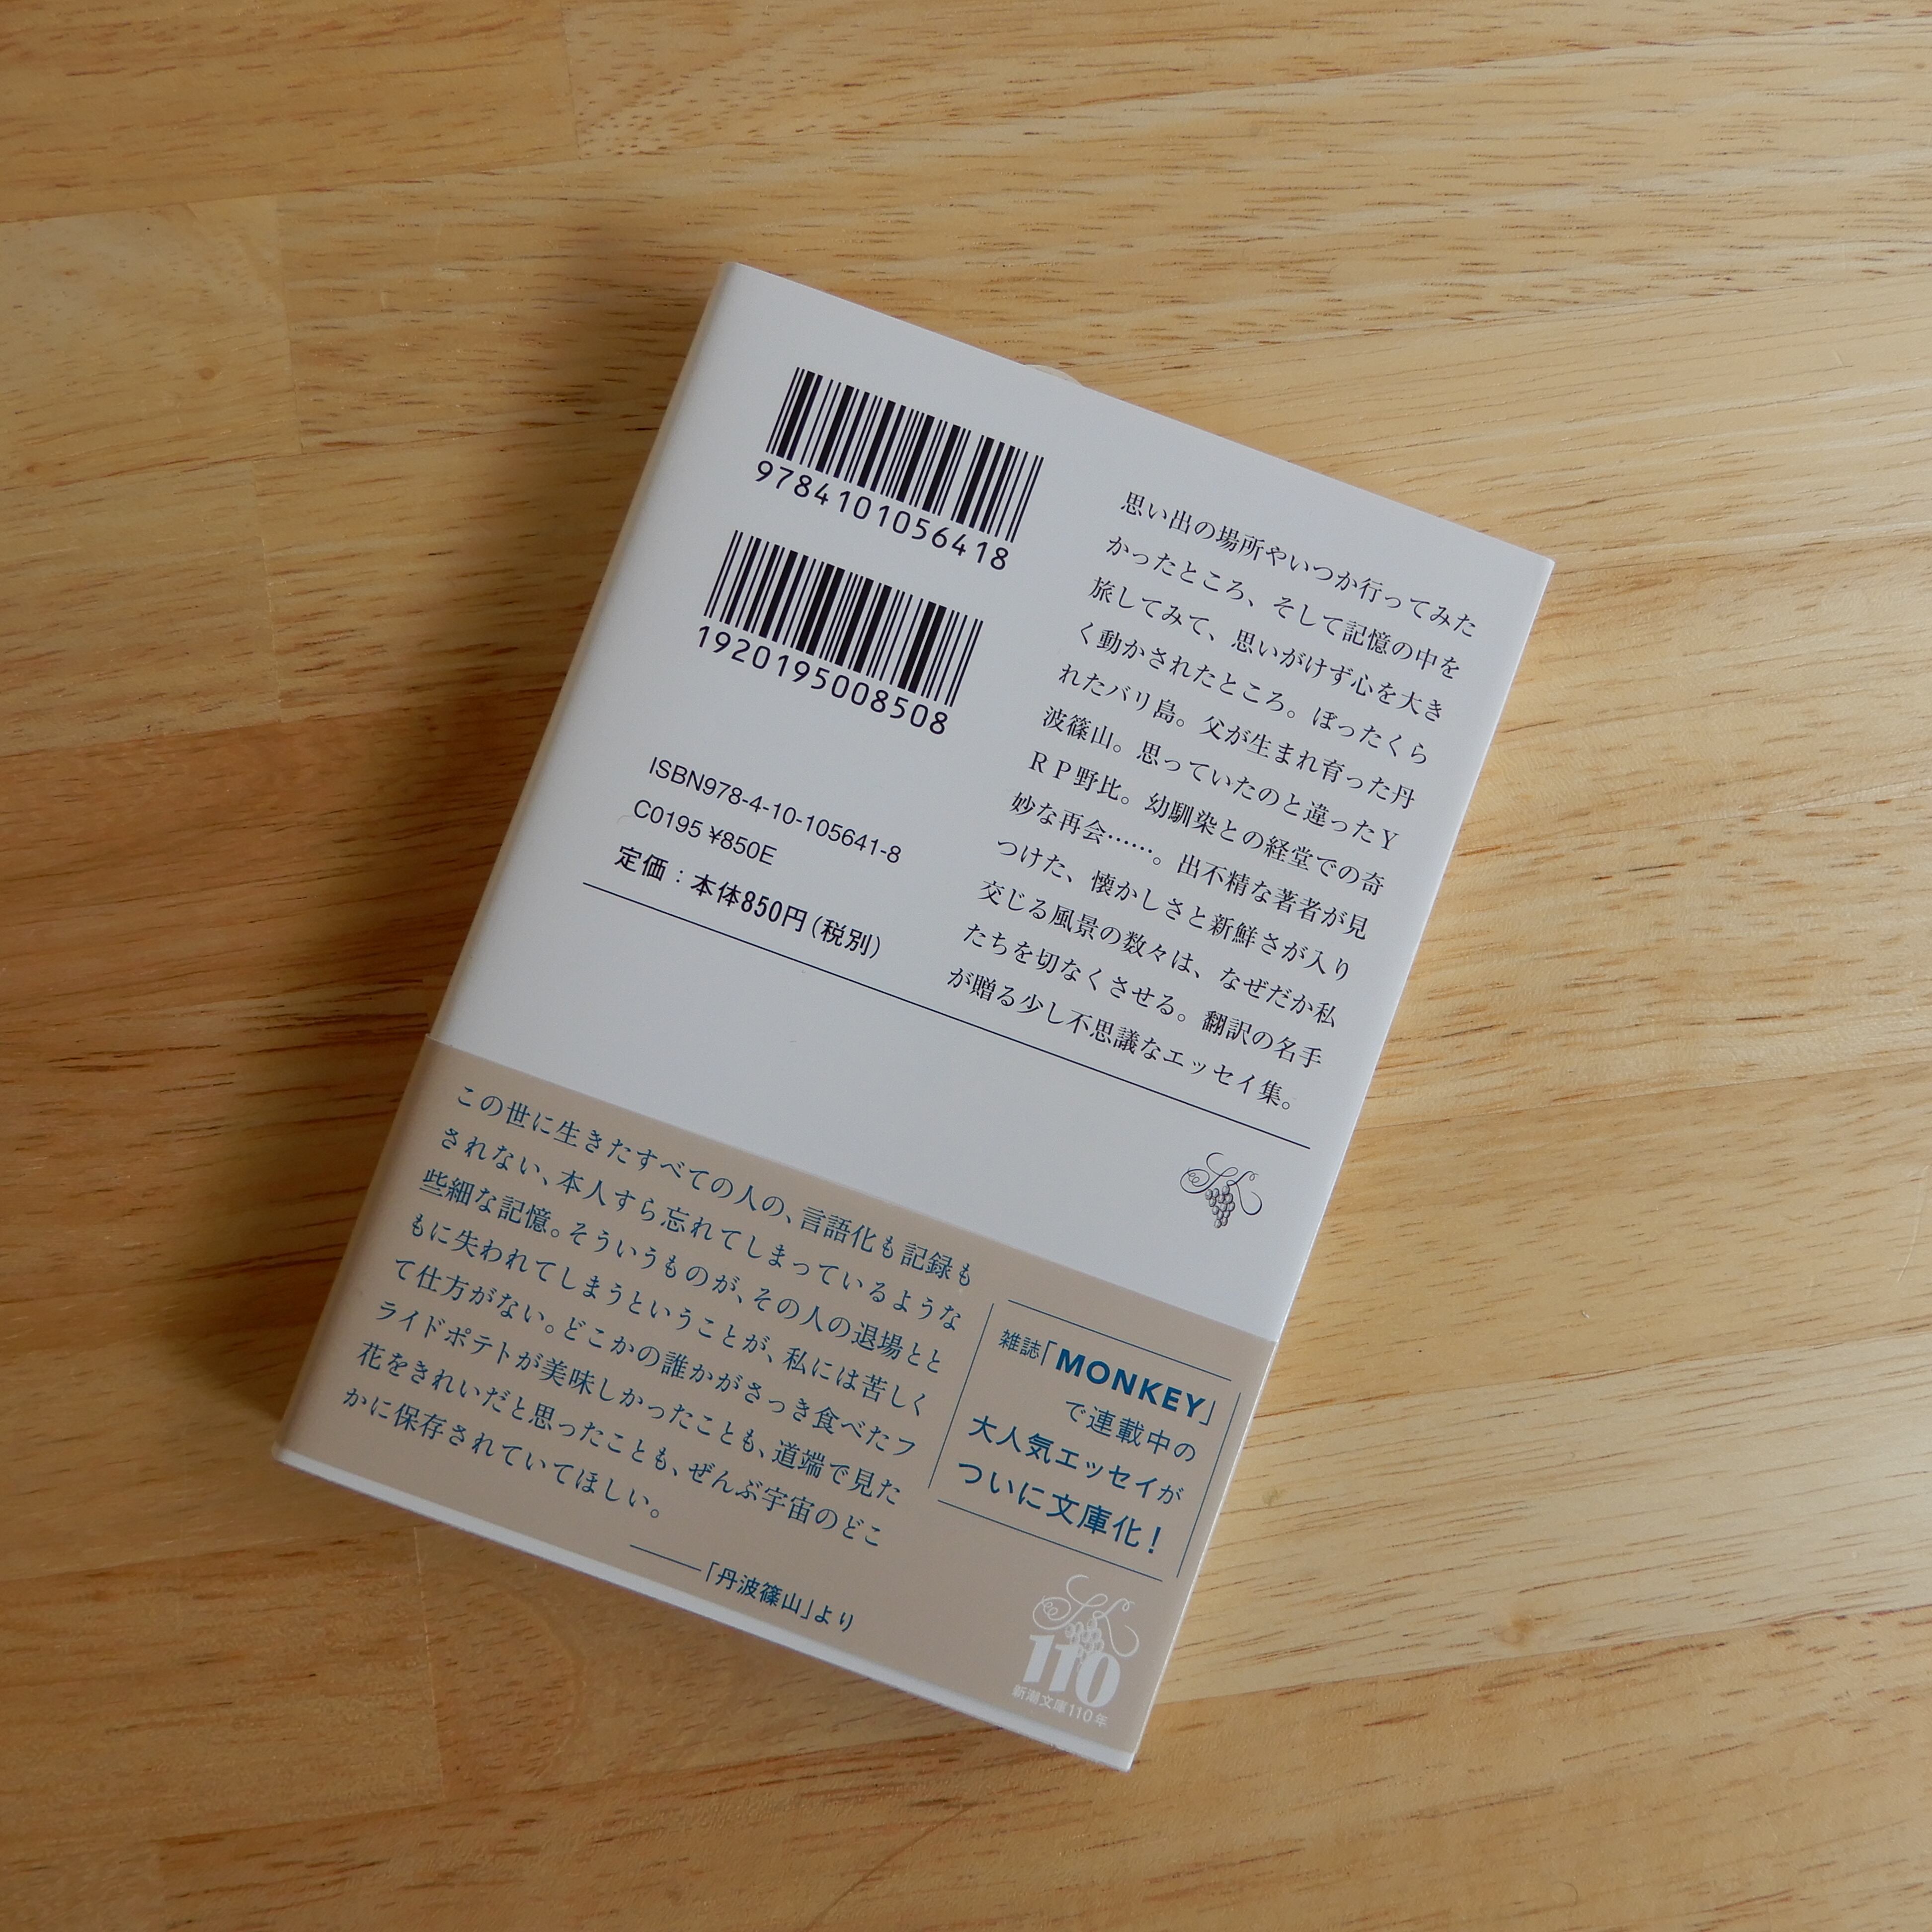 9784101056418
1920195008508
ISBN978-4-10-105641-8
C0195 ¥850E
定価：本体850円(税別)
思い出の場所やいつか行ってみた
かったところ、そして記憶の中を
旅してみて、思いがけず心を大き
く動かされたところ。ぼったくら
れたバリ島。父が生まれ育った丹
波篠山。思っていたのと違ったY
RP野比。幼馴染との経堂での奇
妙な再会……。出不精な著者が見
つけた、懐かしさと新鮮さが入り
交じる風景の数々は、なぜだか私
たちを切なくさせる。翻訳の名手
が贈る少し不思議なエッセイ集。
この世に生きたすべての人の、言語化も記録も
されない、本人すら忘れてしまっているような
些細な記憶。そういうものが、その人の退場とと
もに失われてしまうということが、私には苦しく
て仕方がない。どこかの誰かがさっき食べたフ
ライドポテトが美味しかったことも、道端で見た
花をきれいだと思ったことも、ぜんぶ宇宙のどこ
かに保存されていてほしい。
——「丹波篠山」より
雑誌「MONKEY」
で連載中の
大人気エッセイが
ついに文庫化！
110
新潮文庫110年